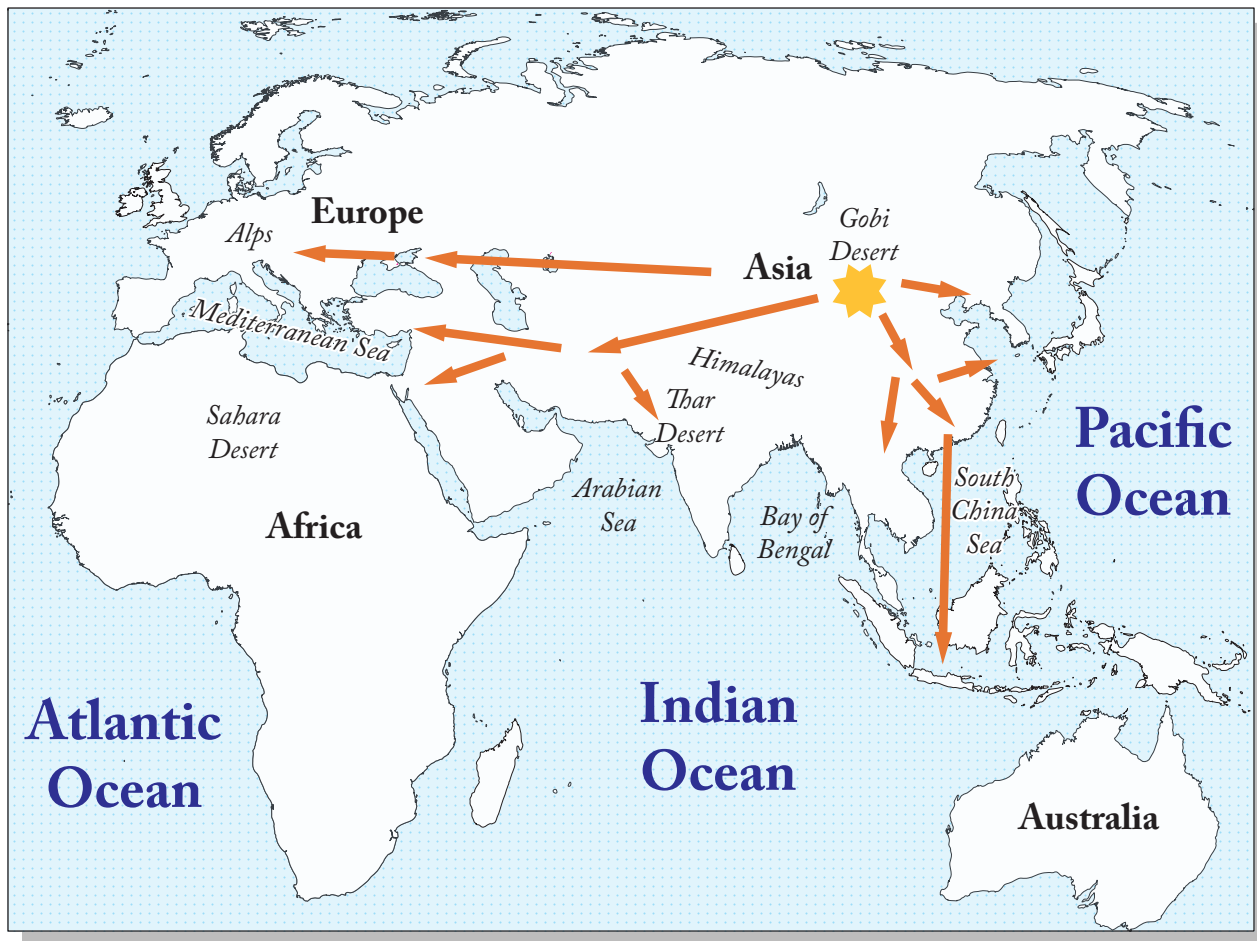 Europe
Alps
Gobi
Desert
Asia
Mediterranean Sea
Himalayas
Thar
Desert
Sahara
Desert
Pacific
Ocean
Arabian
Sea
South
China
Sea
Bay of
Bengal
Africa
Indian
Ocean
Atlantic
Ocean
Australia